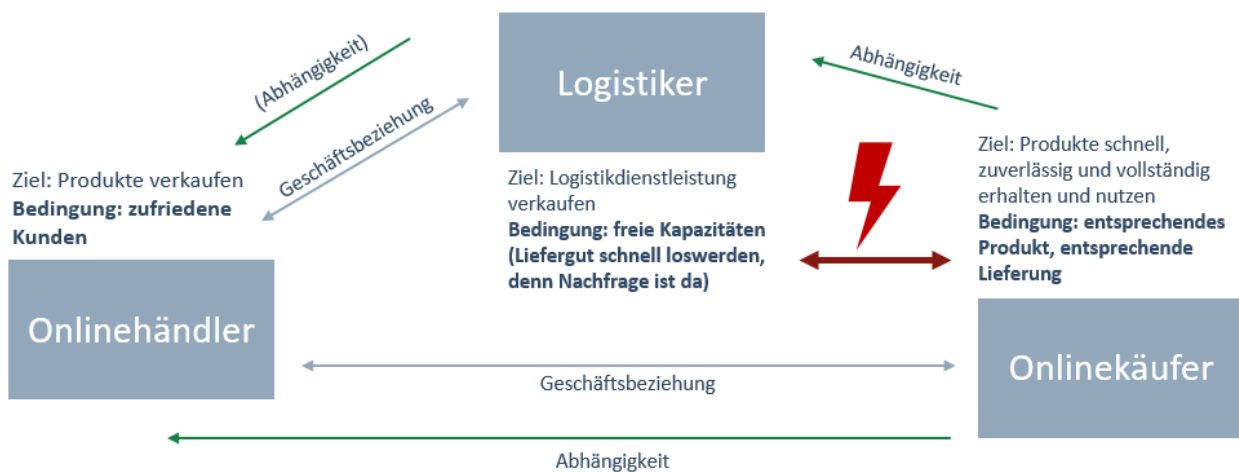 (Abhängigkeit)
Geschäftsbeziehung
Logistiker
Abhängigkeit
Ziel: Produkte verkaufen
Bedingung: zufriedene
Kunden
Onlinehändler
Ziel: Logistikdienstleistung
verkaufen
Bedingung: freie Kapazitäten
(Liefergut schnell loswerden,
denn Nachfrage ist da)
Ziel: Produkte schnell,
zuverlässig und vollständig
erhalten und nutzen
Bedingung: entsprechendes
Produkt, entsprechende
Lieferung
Onlinekäufer
Geschäftsbeziehung
Abhängigkeit